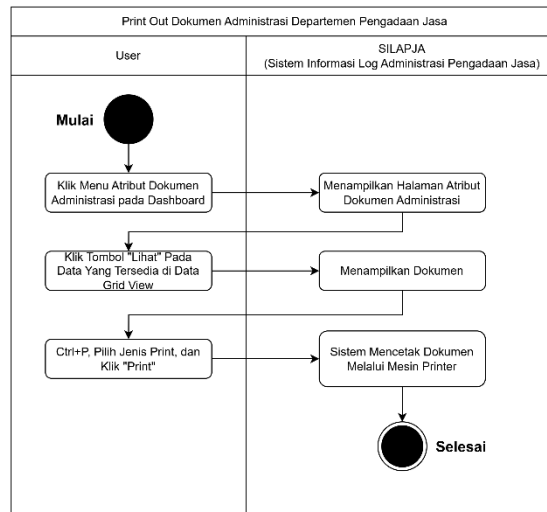 Print Out Dokumen Administrasi Departemen Pengadaan Jasa
User
SILAPJA
(Sistem Informasi Log Administrasi Pengadaan Jasa)
Mulai
Klik Menu Atribut Dokumen
Administrasi pada Dashboard
Menampilkan Halaman Atribut
Dokumen Administrasi
Klik Tombol "Lihat" Pada
Data Yang Tersedia di Data
Grid View
Menampilkan Dokumen
Ctrl+P, Pilih Jenis Print, dan
Klik "Print"
Sistem Mencetak Dokumen
Melalui Mesin Printer
Selesai